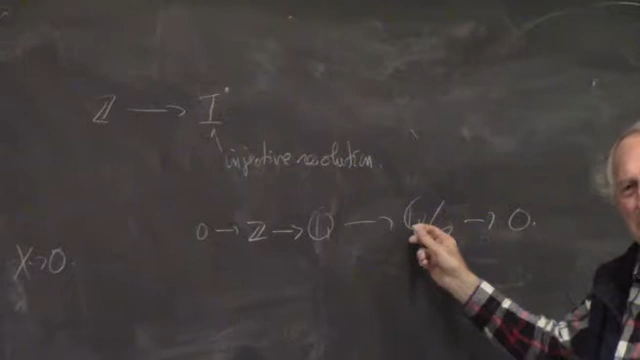 ℤ → I•
injective resolution.
0 → ℤ → ℚ → ℚ/ℤ → 0.
X→0.